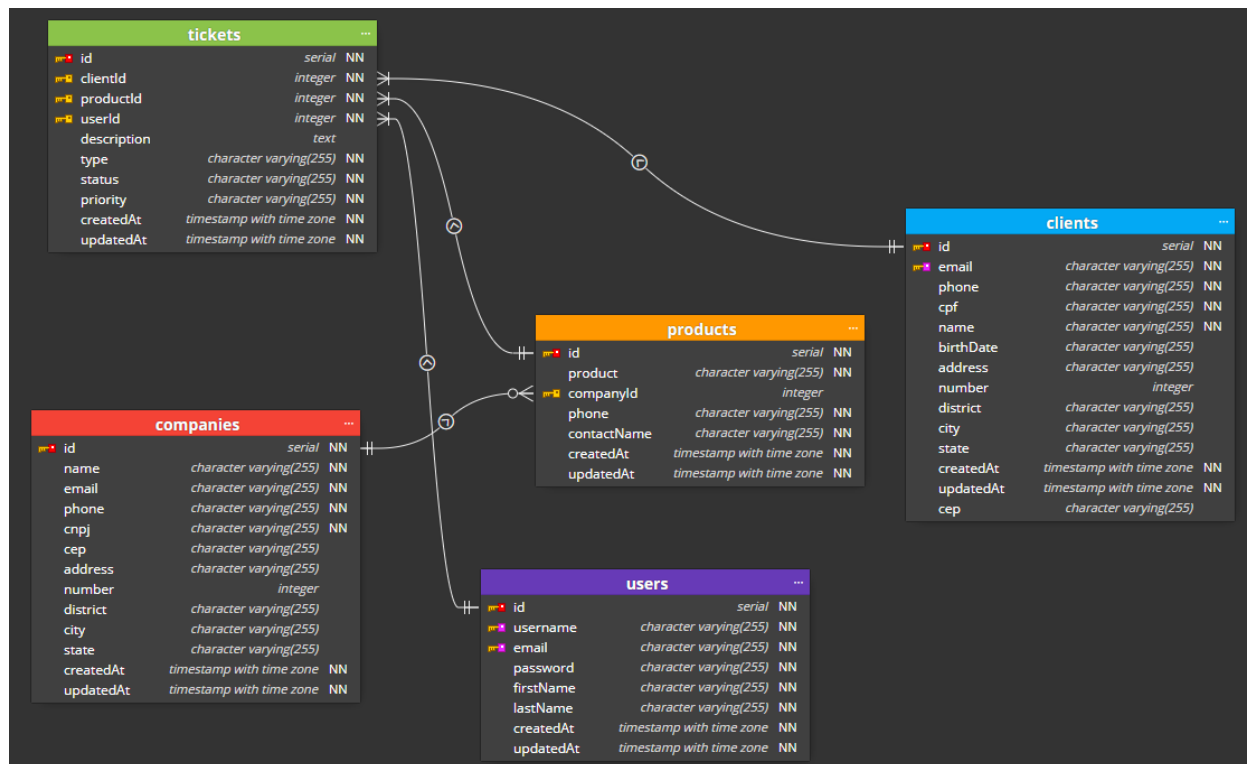 tickets ...
id serial NN
clientId integer NN
productId integer NN
userId integer NN
description text
type character varying(255) NN
status character varying(255) NN
priority character varying(255) NN
createdAt timestamp with time zone NN
updatedAt timestamp with time zone NN
clients ...
id serial NN
email character varying(255) NN
phone character varying(255) NN
cpf character varying(255) NN
name character varying(255) NN
birthDate character varying(255)
address character varying(255)
number integer
district character varying(255)
city character varying(255)
state character varying(255)
createdAt timestamp with time zone NN
updatedAt timestamp with time zone NN
cep character varying(255)
products ...
id serial NN
product character varying(255) NN
companyId integer
phone character varying(255) NN
contactName character varying(255) NN
createdAt timestamp with time zone NN
updatedAt timestamp with time zone NN
companies ...
id serial NN
name character varying(255) NN
email character varying(255) NN
phone character varying(255) NN
cnpj character varying(255) NN
cep character varying(255)
address character varying(255)
number integer
district character varying(255)
city character varying(255)
state character varying(255)
createdAt timestamp with time zone NN
updatedAt timestamp with time zone NN
users ...
id serial NN
username character varying(255) NN
email character varying(255) NN
password character varying(255) NN
firstName character varying(255) NN
lastName character varying(255) NN
createdAt timestamp with time zone NN
updatedAt timestamp with time zone NN